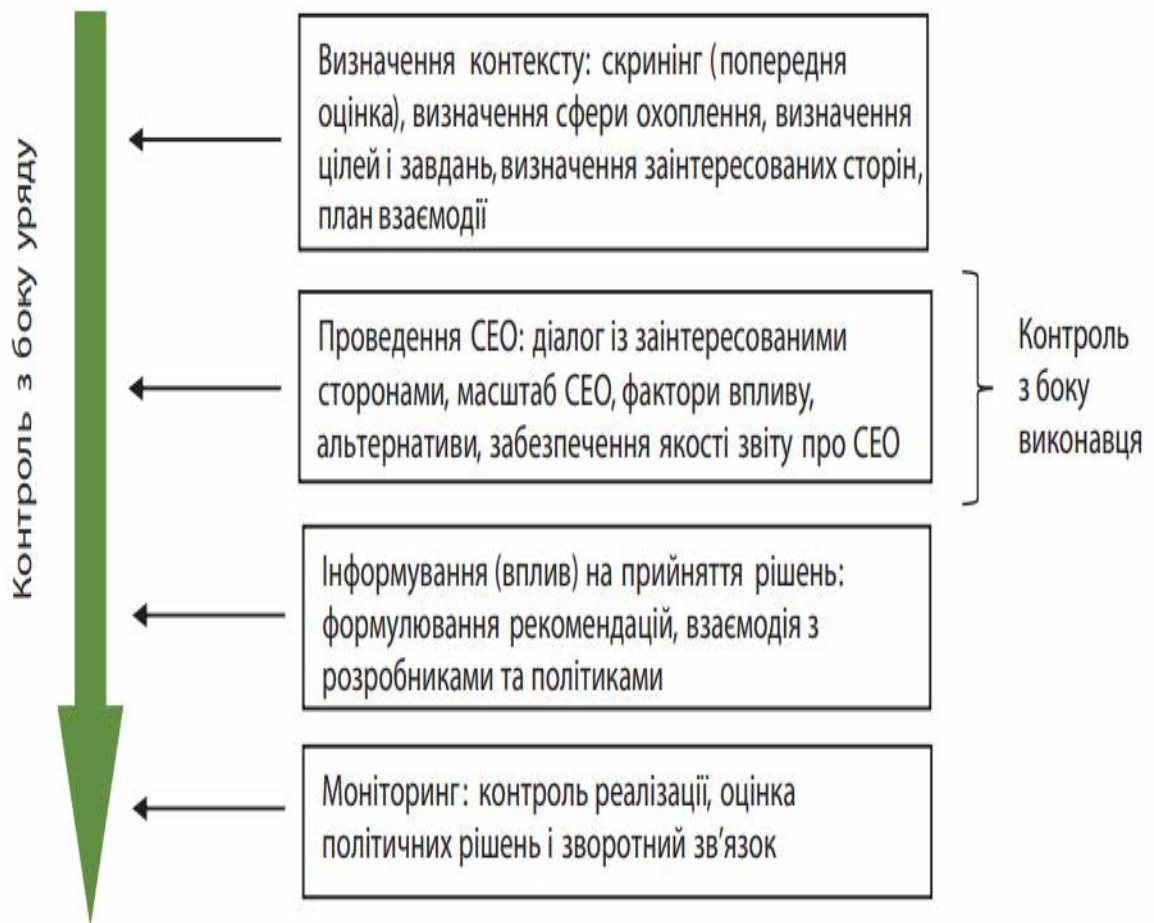 Контроль з боку уряду
Визначення контексту: скринінг (попередня
оцінка), визначення сфери охоплення, визначення
цілей і завдань, визначення заінтересованих сторін,
план взаємодії
Проведення СЕО: діалог із заінтересованими
сторонами, масштаб СЕО, фактори впливу,
альтернативи, забезпечення якості звіту про СЕО
Контроль
з боку
виконавця
Інформування (вплив) на прийняття рішень:
формулювання рекомендацій, взаємодія з
розробниками та політиками
Моніторинг: контроль реалізації, оцінка
політичних рішень і зворотний зв'язок